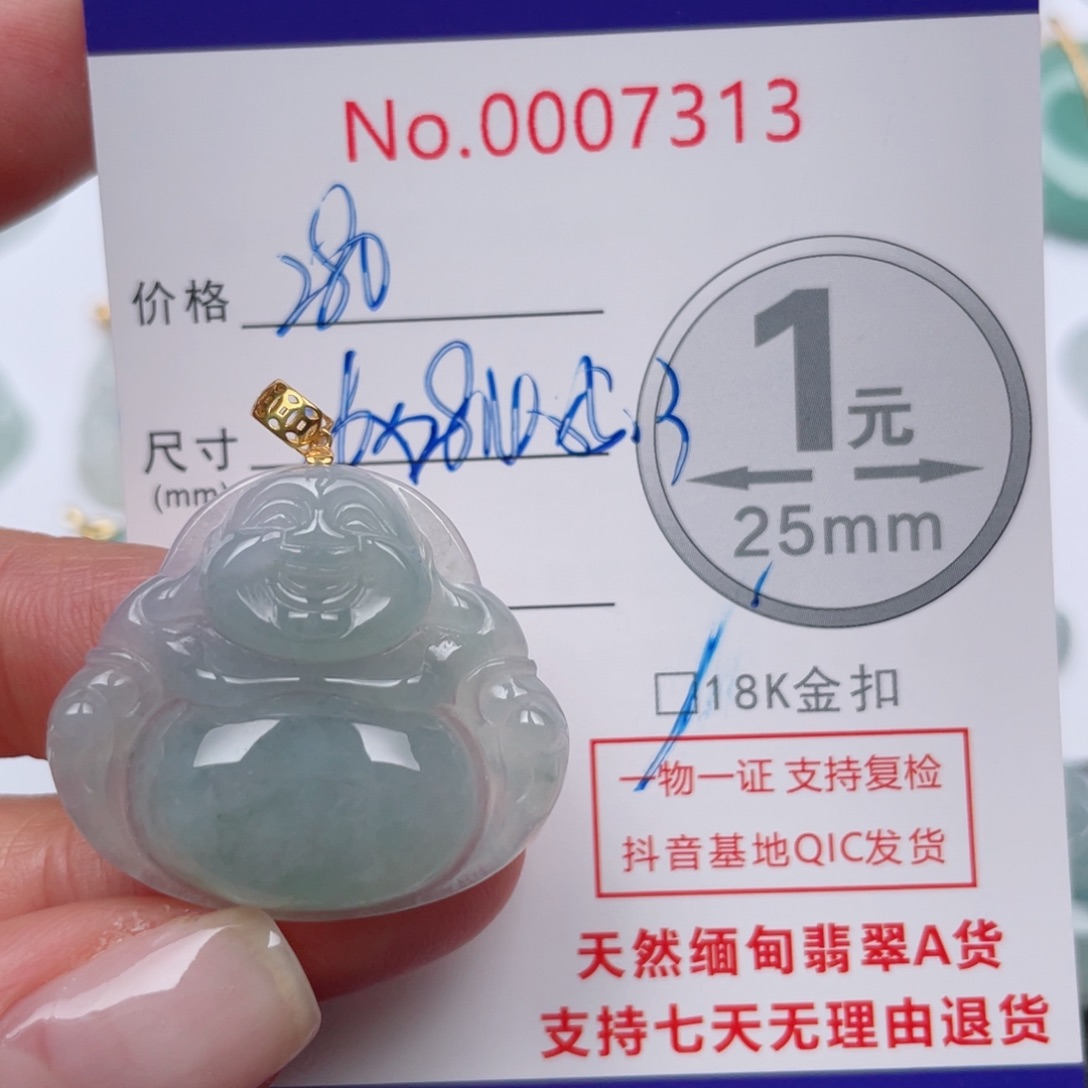 No.0007313
价格 280
尺寸
(mm)
1元
25mm
18K金扣
一物一证 支持复检
抖音基地QIC发货
天然缅甸翡翠A货
支持七天无理由退货